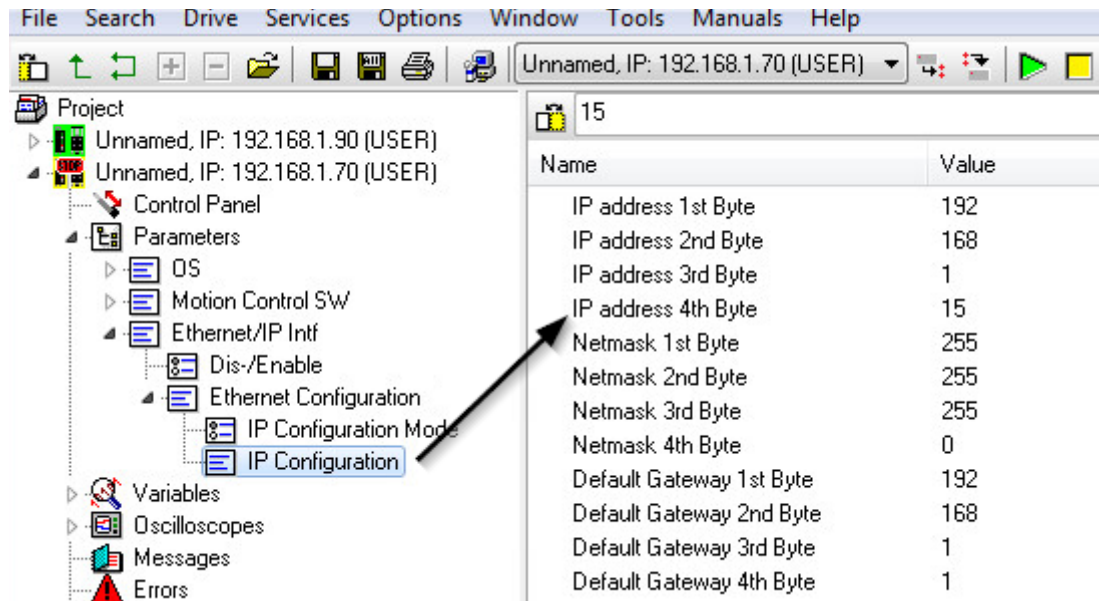 File Search Drive Services Options Window Tools Manuals Help
Unnamed, IP: 192.168.1.70 (USER)
Project
Unnamed, IP: 192.168.1.90 (USER)
STOP
Unnamed, IP: 192.168.1.70 (USER)
Control Panel
Parameters
OS
Motion Control SW
Ethernet/IP Intf
Dis-/Enable
Ethernet Configuration
IP Configuration Mode
IP Configuration
Variables
Oscilloscopes
Messages
Errors
15
Name Value
IP address 1st Byte 192
IP address 2nd Byte 168
IP address 3rd Byte 1
IP address 4th Byte 15
Netmask 1st Byte 255
Netmask 2nd Byte 255
Netmask 3rd Byte 255
Netmask 4th Byte 0
Default Gateway 1st Byte 192
Default Gateway 2nd Byte 168
Default Gateway 3rd Byte 1
Default Gateway 4th Byte 1